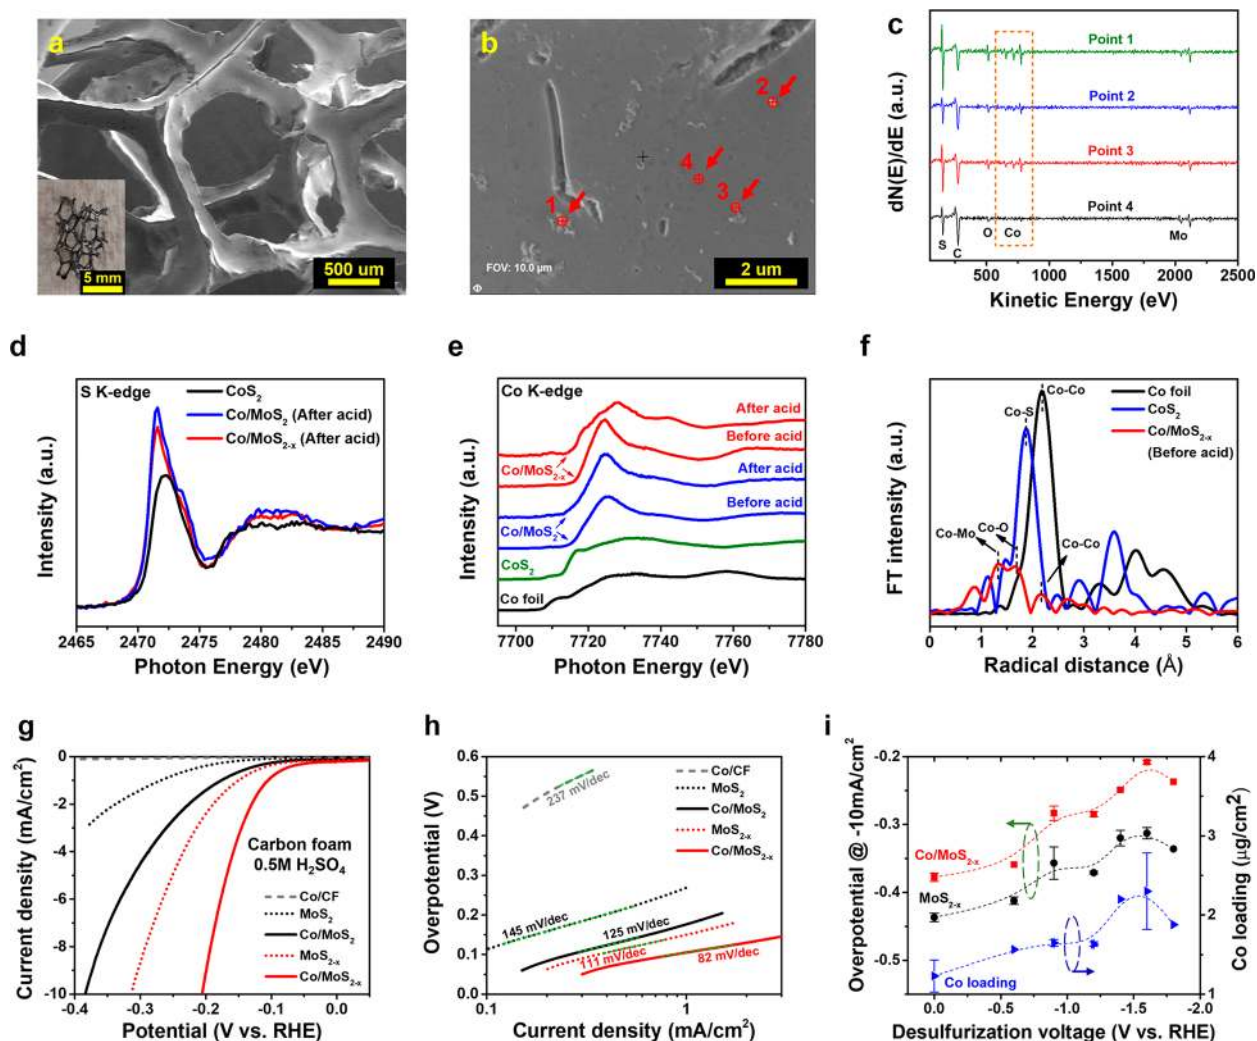 a
500 um
5 mm
b
1
2
3
4
FOV: 10.0 µm
2 um
c
dN(E)/dE (a.u.)
Point 1
Point 2
Point 3
Point 4
S
C
O
Co
Mo
500 1000 1500 2000 2500
Kinetic Energy (eV)
d
S K-edge
CoS2
Co/MoS2 (After acid)
Co/MoS2-x (After acid)
Intensity (a.u.)
2465 2470 2475 2480 2485 2490
Photon Energy (eV)
e
Co K-edge
After acid
Before acid
Co/MoS2-x
After acid
Before acid
Co/MoS2
CoS2
Co foil
Intensity (a.u.)
7700 7720 7740 7760 7780
Photon Energy (eV)
f
Co-Co
Co-S
Co foil
CoS2
Co/MoS2-x
(Before acid)
Co-O
Co-Mo
Co-Co
FT intensity (a.u.)
0 1 2 3 4 5 6
Radical distance (Å)
g
Current density (mA/cm2)
0
-2
-4
-6
-8
-10
Carbon foam
0.5M H2SO4
Co/CF
MoS2
Co/MoS2
MoS2-x
Co/MoS2-x
-0.4 -0.3 -0.2 -0.1 0.0
Potential (V vs. RHE)
h
Overpotential (V)
0.6
0.5
0.4
0.3
0.2
0.1
0.0
237 mV/dec
Co/CF
MoS2
Co/MoS2
MoS2-x
Co/MoS2-x
145 mV/dec
125 mV/dec
111 mV/dec
82 mV/dec
0.1 1
Current density (mA/cm2)
i
Overpotential @ -10mA/cm2
-0.2
-0.3
-0.4
-0.5
Co/MoS2-x
MoS2-x
Co loading
4
3
2
1
Co loading (µg/cm2)
0.0 -0.5 -1.0 -1.5 -2.0
Desulfurization voltage (V vs. RHE)